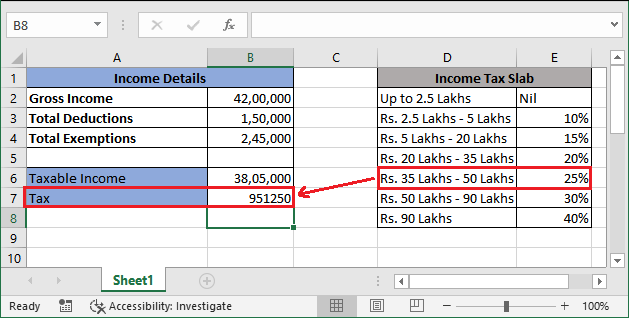 B8
fx
A B C D E
1 Income Details Income Tax Slab
2 Gross Income 42,00,000 Up to 2.5 Lakhs Nil
3 Total Deductions 1,50,000 Rs. 2.5 Lakhs - 5 Lakhs 10%
4 Total Exemptions 2,45,000 Rs. 5 Lakhs - 20 Lakhs 15%
5 Rs. 20 Lakhs - 35 Lakhs 20%
6 Taxable Income 38,05,000 Rs. 35 Lakhs - 50 Lakhs 25%
7 Tax 951250 Rs. 50 Lakhs - 90 Lakhs 30%
8 Rs. 90 Lakhs 40%
9
10
Sheet1
Ready Accessibility: Investigate 100%